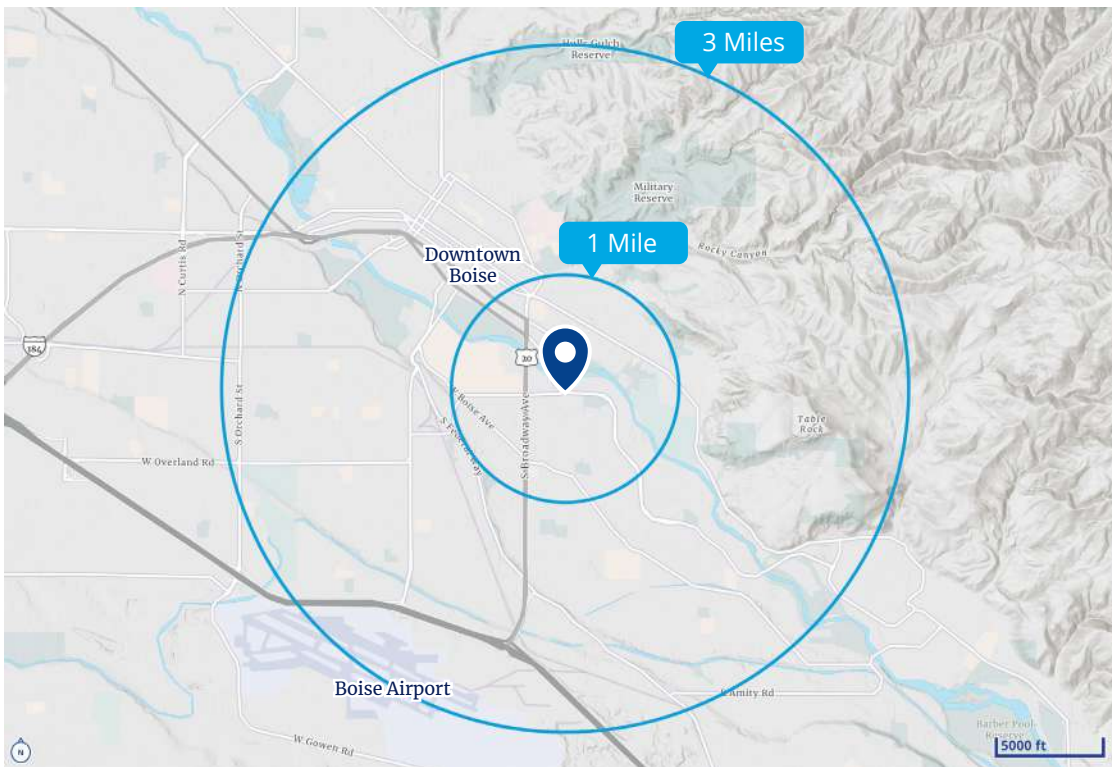 Hulls Gulch
Reserve
3 Miles
Military
Reserve
1 Mile
Rocky Canyon
Downtown
Boise
N Curtis Rd
N Orchard St
184
20
S Orchard St
W Boise Ave
S Federal Way
S Broadway Ave
Table
Rock
W Overland Rd
Boise Airport
E Amity Rd
W Gowen Rd
Barber Pool
Reserve
5000 ft
N